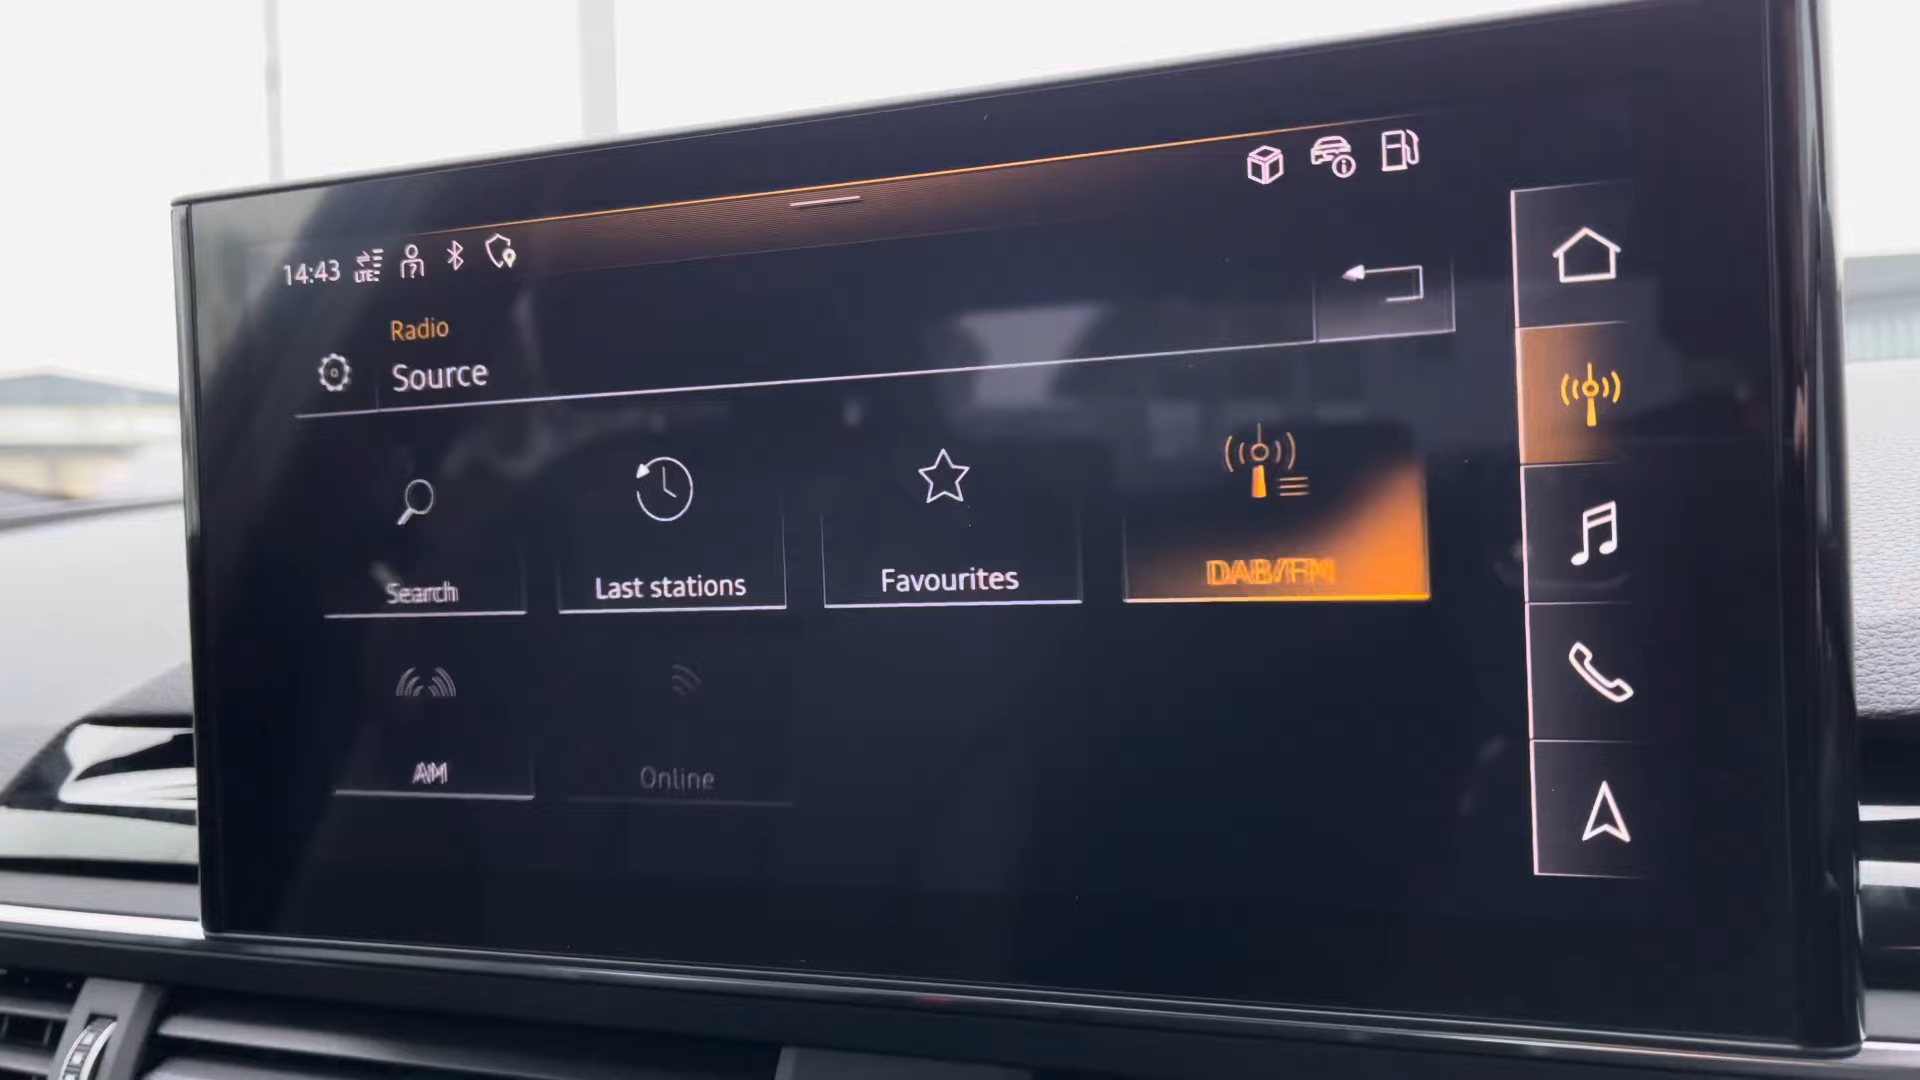 14:43
LTE
Radio
Source
Search
Last stations
Favourites
DAB/FM
AM
Online